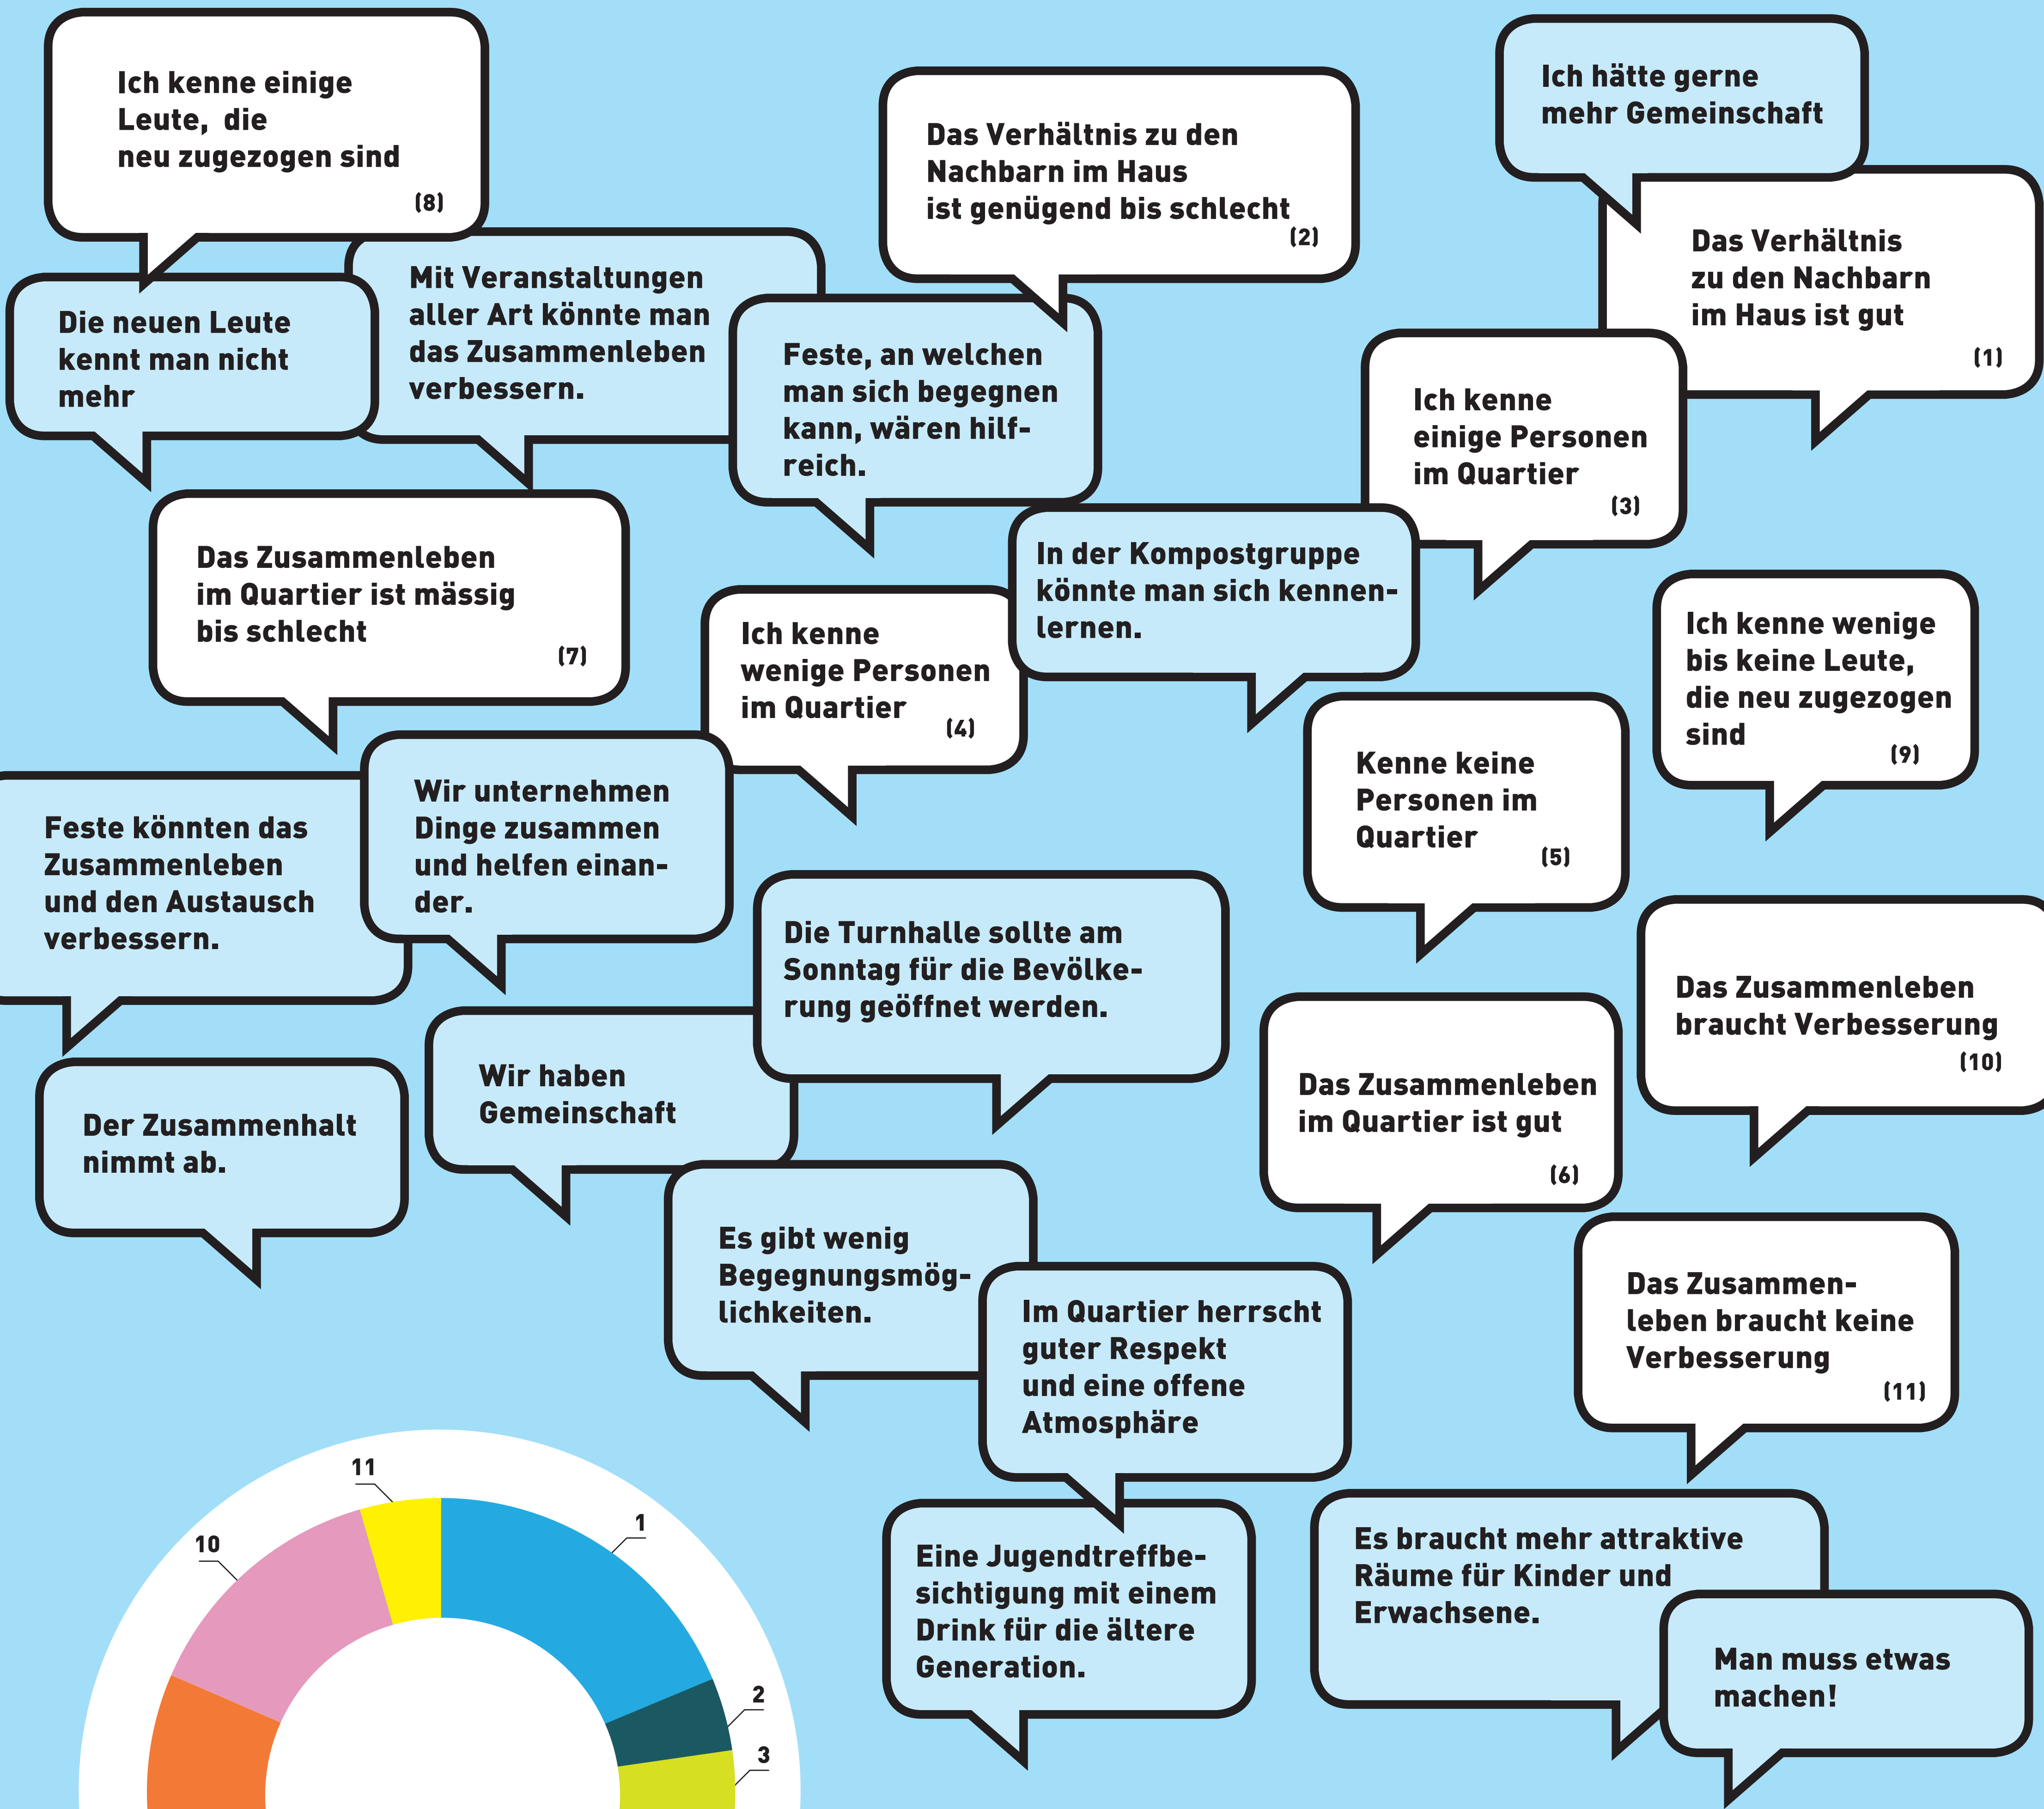 Ich kenne einige
Leute, die
neu zugezogen sind
(8)
Das Verhältnis zu den
Nachbarn im Haus
ist genügend bis schlecht
(2)
Ich hätte gerne
mehr Gemeinschaft
Das Verhältnis
zu den Nachbarn
im Haus ist gut
(1)
Die neuen Leute
kennt man nicht
mehr
Mit Veranstaltungen
aller Art könnte man
das Zusammenleben
verbessern.
Feste, an welchen
man sich begegnen
kann, wären hilf-
reich.
Ich kenne
einige Personen
im Quartier
(3)
Das Zusammenleben
im Quartier ist mässig
bis schlecht
(7)
Ich kenne
wenige Personen
im Quartier
(4)
In der Kompostgruppe
könnte man sich kennen-
lernen.
Ich kenne wenige
bis keine Leute,
die neu zugezogen
sind
(9)
Kenne keine
Personen im
Quartier
(5)
Feste könnten das
Zusammenleben
und den Austausch
verbessern.
Wir unternehmen
Dinge zusammen
und helfen einan-
der.
Die Turnhalle sollte am
Sonntag für die Bevölke-
rung geöffnet werden.
Das Zusammenleben
braucht Verbesserung
(10)
Der Zusammenhalt
nimmt ab.
Wir haben
Gemeinschaft
Das Zusammenleben
im Quartier ist gut
(6)
Es gibt wenig
Begegnungsmög-
lichkeiten.
Im Quartier herrscht
guter Respekt
und eine offene
Atmosphäre
Das Zusammen-
leben braucht keine
Verbesserung
(11)
Eine Jugendtreffbe-
sichtigung mit einem
Drink für die ältere
Generation.
Es braucht mehr attraktive
Räume für Kinder und
Erwachsene.
Man muss etwas
machen!
11
10
1
2
3